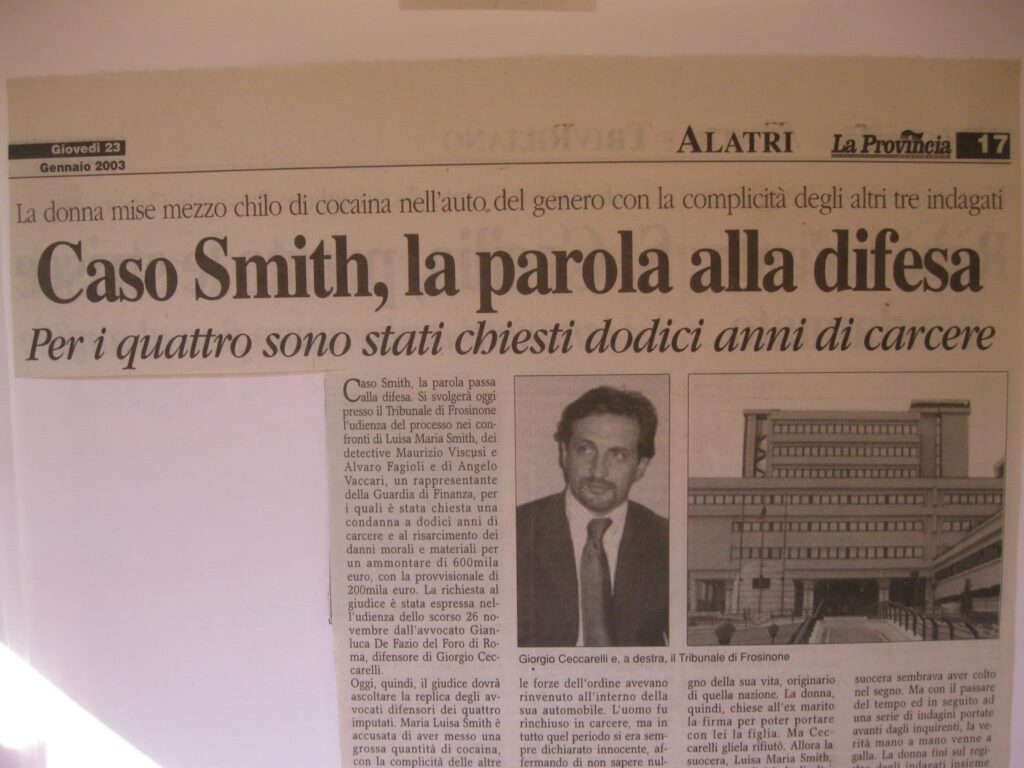 Giovedì 23
Gennaio 2003
ALATRI
La Provincia
17
La donna mise mezzo chilo di cocaina nell'auto del genero con la complicità degli altri tre indagati
Caso Smith, la parola alla difesa
Per i quattro sono stati chiesti dodici anni di carcere
Caso Smith, la parola passa
alla difesa. Si svolgerà oggi
presso il Tribunale di Frosinone
l'udienza del processo nei con-
fronti di Luisa Maria Smith, dei
detective Maurizio Viscusi e
Alvaro Fagioli e di Angelo
Vaccari, un rappresentante
della Guardia di Finanza, per
i quali è stata chiesta una
condanna a dodici anni di
carcere e al risarcimento dei
danni morali e materiali per
un ammontare di 600mila
euro, con la provvisionale di
200mila euro. La richiesta al
giudice è stata espressa nel-
l'udienza dello scorso 26 no-
vembre dall'avvocato Gian-
luca De Fazio del Foro di Ro-
ma, difensore di Giorgio Cec-
carelli.
Oggi, quindi, il giudice dovrà
ascoltare la replica degli av-
vocati difensori dei quattro
imputati. Maria Luisa Smith è
accusata di aver messo una
grossa quantità di cocaina,
con la complicità delle altre
Giorgio Ceccarelli e, a destra, il Tribunale di Frosinone
le forze dell'ordine avevano
rinvenuto all'interno della
sua automobile. L'uomo fu
rinchiuso in carcere, ma in
tutto quel periodo si era sem-
pre dichiarato innocente, af-
fermando di non sapere nul-
gno della sua vita, originario
di quella nazione. La donna,
quindi, chiese all'ex marito
la firma per poter portare
con lei la figlia. Ma Cec-
carelli gliela rifiutò. Allora la
suocera, Luisa Maria Smith,
suocera sembrava aver colto
nel segno. Ma con il passare
del tempo ed in seguito ad
una serie di indagini portate
avanti dagli inquirenti, la ve-
rità mano a mano venne a
galla. La donna finì sul regi-
stro degli indagati insieme